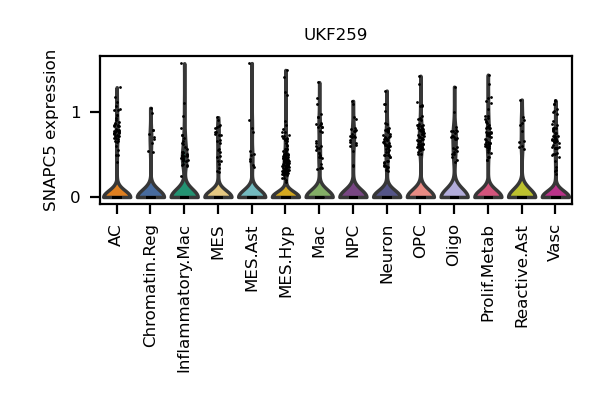 UKF259
SNAPC5 expression
1
0
AC
Chromatin.Reg
Inflammatory.Mac
MES
MES.Ast
MES.Hyp
Mac
NPC
Neuron
OPC
Oligo
Prolif.Metab
Reactive.Ast
Vasc